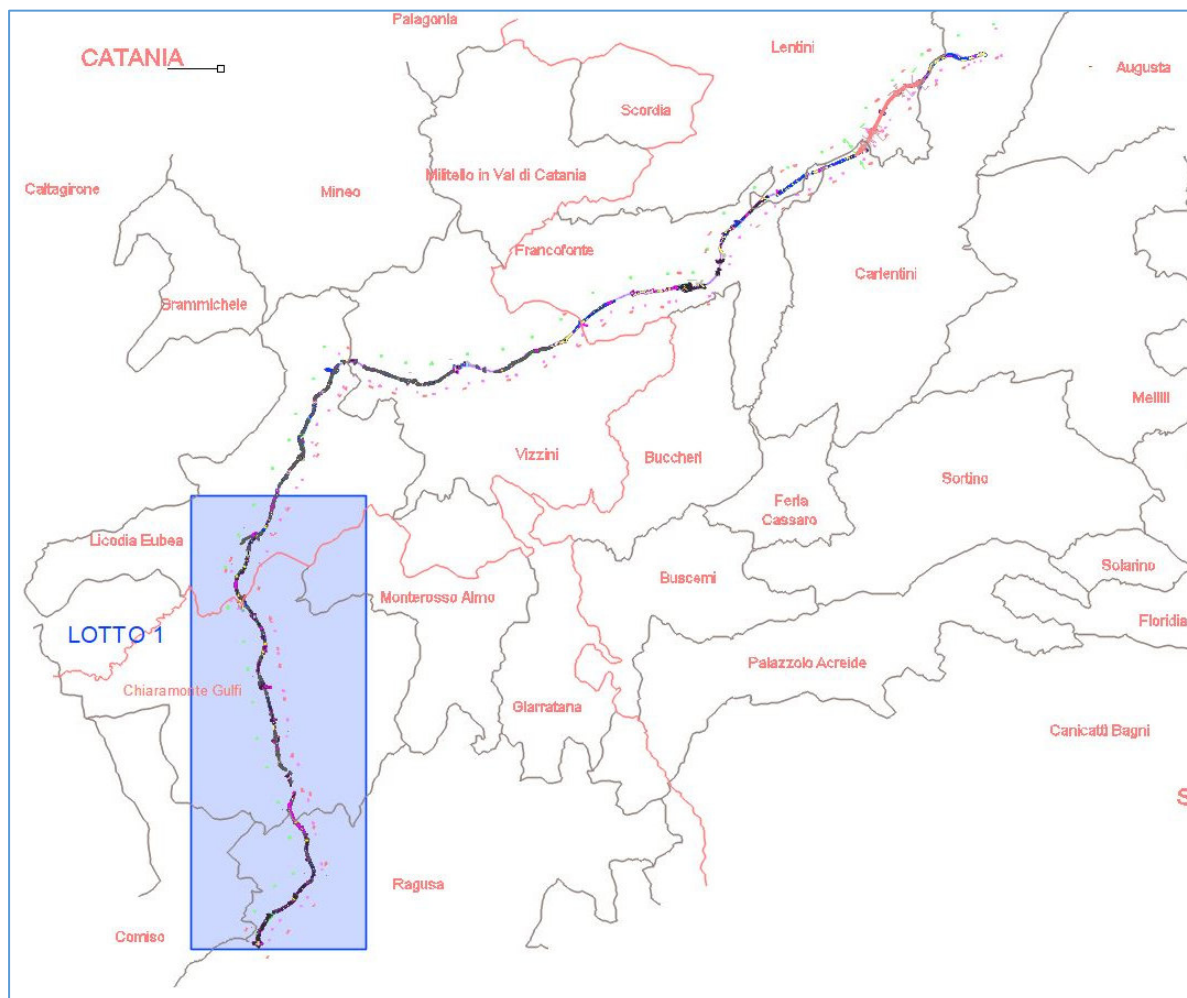 Palagonia
CATANIA
Lentini
Augusta
Scordia
Militello in Val di Catania
Caltagirone
Mineo
Francofonte
Carlentini
Grammichele
Melilli
Vizzini
Buccheri
Sortino
Ferla
Cassaro
Licodia Eubea
Solarino
Buscemi
Monterosso Almo
Floridia
LOTTO 1
Palazzolo Acreide
Chiaramonte Gulfi
Giarratana
Canicatti Bagni
S
Ragusa
Comiso